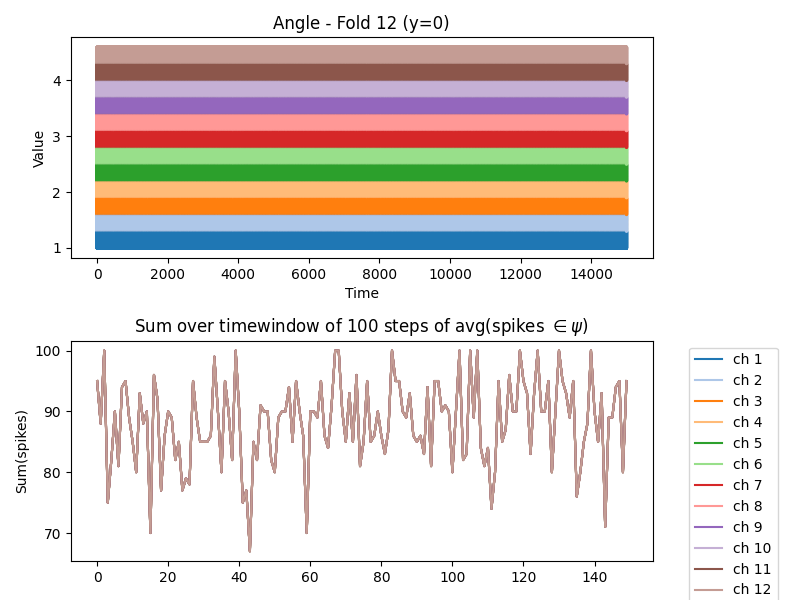 Angle - Fold 12 (y=0)
4
3
2
1
Value
0 2000 4000 6000 8000 10000 12000 14000
Time
Sum over timewindow of 100 steps of avg(spikes ∈ ψ)
100
90
80
70
Sum(spikes)
0 20 40 60 80 100 120 140
ch 1
ch 2
ch 3
ch 4
ch 5
ch 6
ch 7
ch 8
ch 9
ch 10
ch 11
ch 12